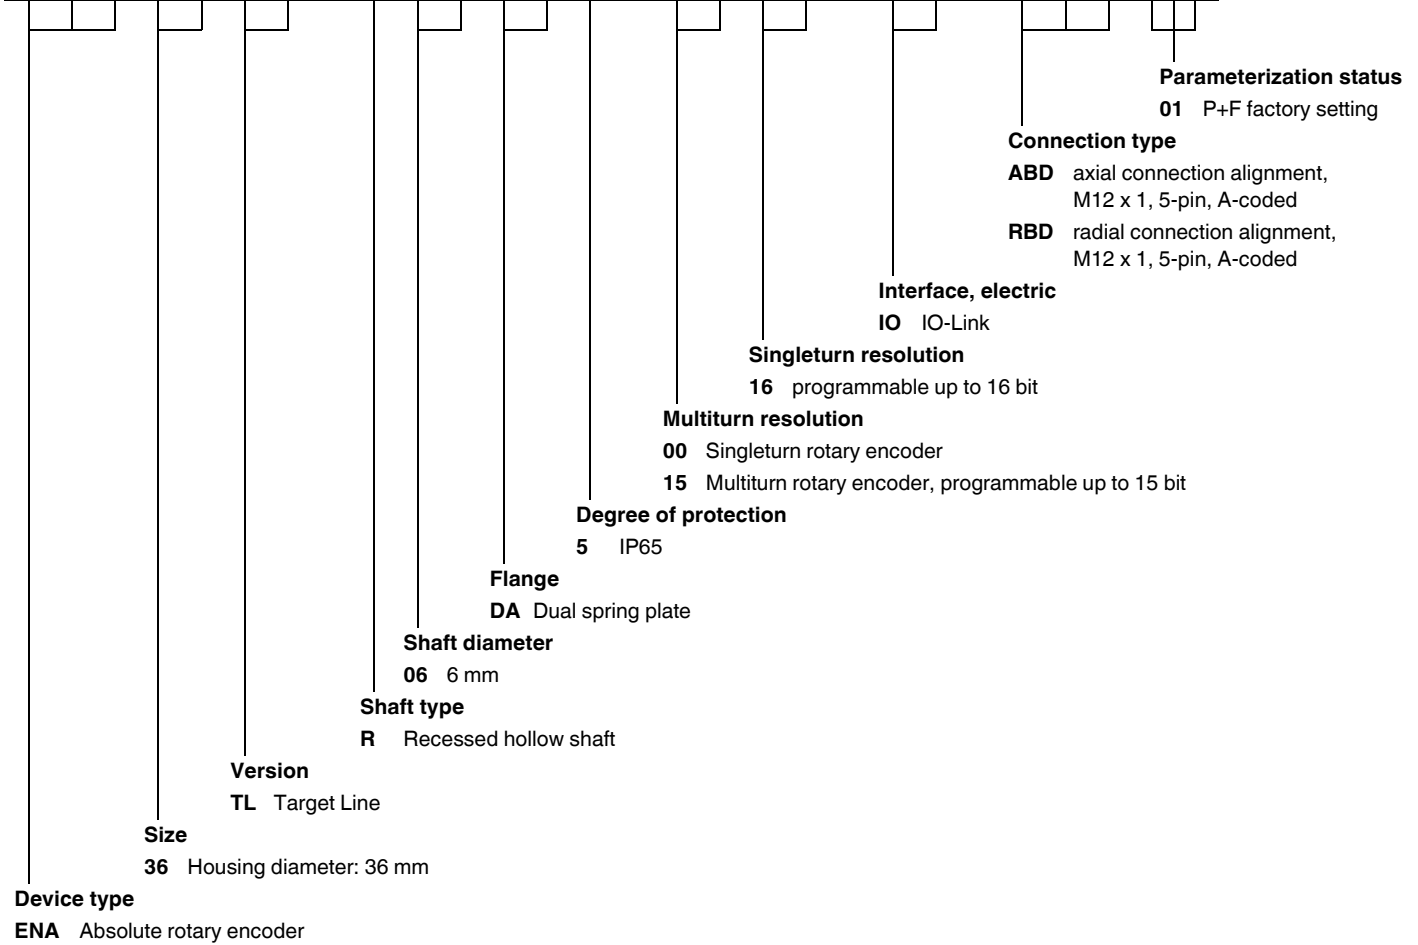 Parameterization status
01 P+F factory setting
Connection type
ABD axial connection alignment,
M12 x 1, 5-pin, A-coded
RBD radial connection alignment,
M12 x 1, 5-pin, A-coded
Interface, electric
IO IO-Link
Singleturn resolution
16 programmable up to 16 bit
Multiturn resolution
00 Singleturn rotary encoder
15 Multiturn rotary encoder, programmable up to 15 bit
Degree of protection
5 IP65
Flange
DA Dual spring plate
Shaft diameter
06 6 mm
Shaft type
R Recessed hollow shaft
Version
TL Target Line
Size
36 Housing diameter: 36 mm
Device type
ENA Absolute rotary encoder